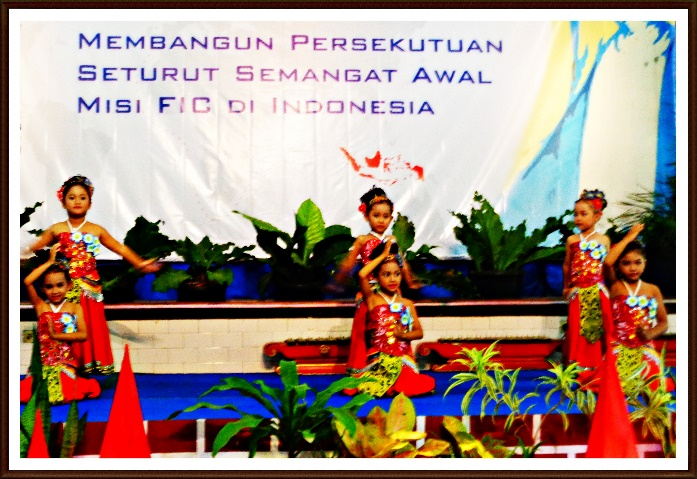 MEMBANGUN PERSEKUTUAN
SETURUT SEMANGAT AWAL
MISI FIC DI INDONESIA